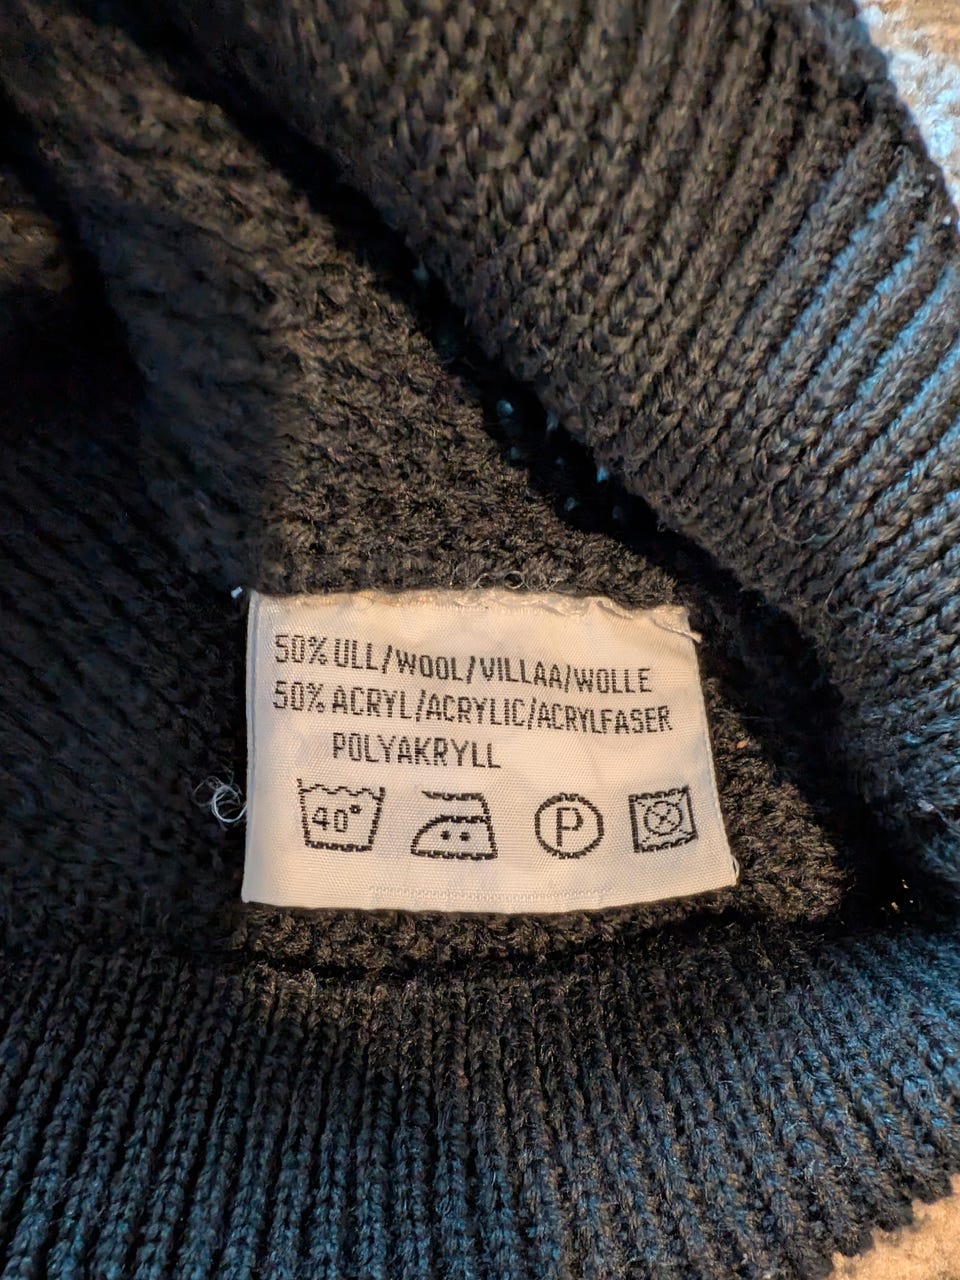 50% ULL/WOOL/VILLAA/WOLLE
50% ACRYL/ACRYLIC/ACRYLFASER
POLYAKRYLL
40° P